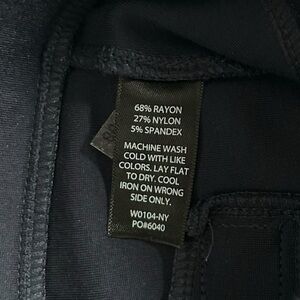 68% RAYON
27% NYLON
5% SPANDEX
MACHINE WASH
COLD WITH LIKE
COLORS. LAY FLAT
TO DRY. COOL
IRON ON WRONG
SIDE ONLY.
W0104-NY
PO#6040